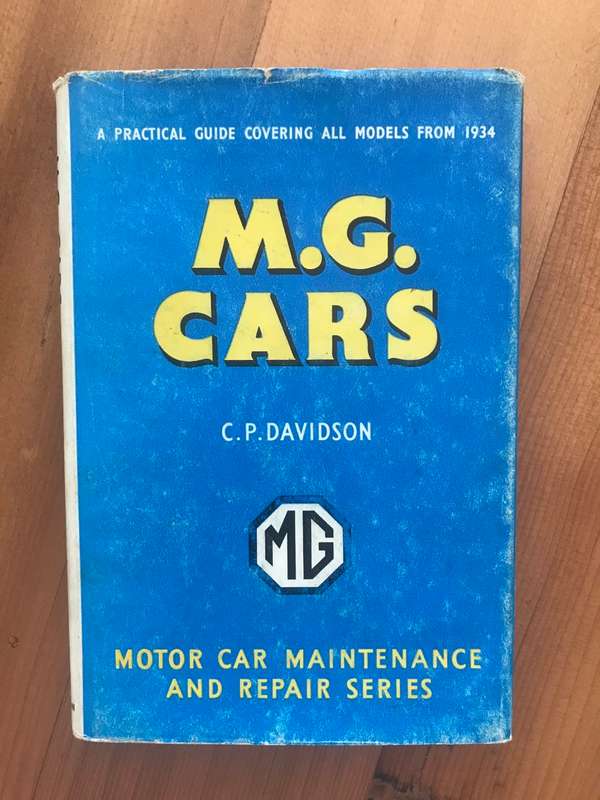 A PRACTICAL GUIDE COVERING ALL MODELS FROM 1934
M.G.
CARS
C.P. DAVIDSON
MG
MOTOR CAR MAINTENANCE
AND REPAIR SERIES